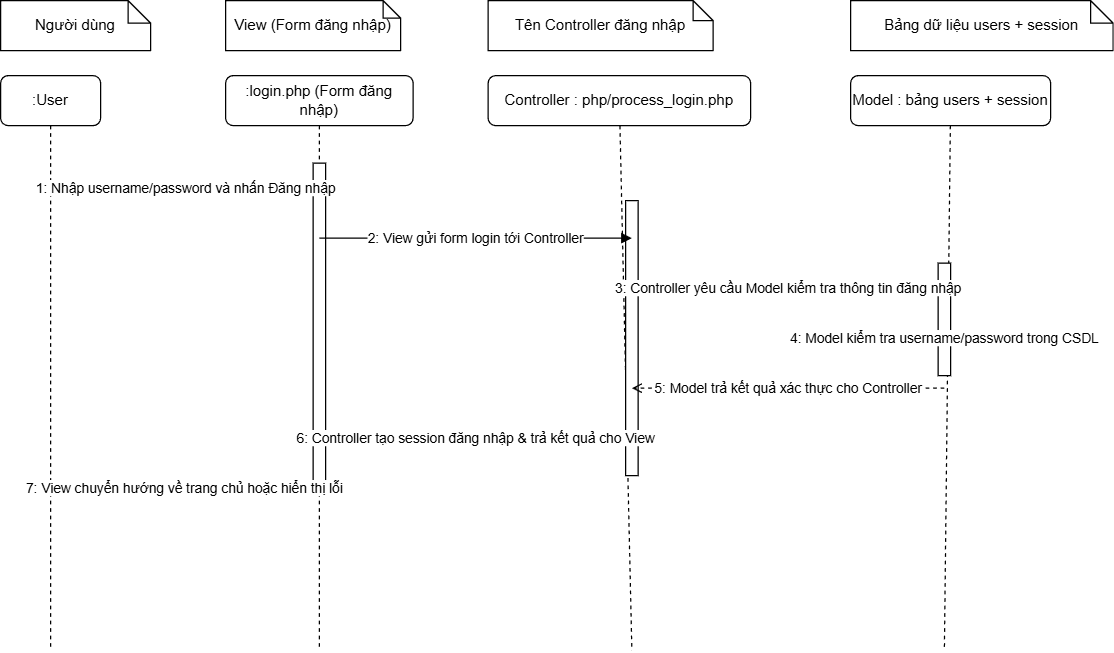 Người dùng
View (Form đăng nhập)
Tên Controller đăng nhập
Bảng dữ liệu users + session
:User
:login.php (Form đăng
nhập)
Controller : php/process_login.php
Model : bảng users + session
1: Nhập username/password và nhấn Đăng nhập
2: View gửi form login tới Controller
3: Controller yêu cầu Model kiểm tra thông tin đăng nhập
4: Model kiểm tra username/password trong CSDL
5: Model trả kết quả xác thực cho Controller
6: Controller tạo session đăng nhập & trả kết quả cho View
7: View chuyển hướng về trang chủ hoặc hiển thị lỗi